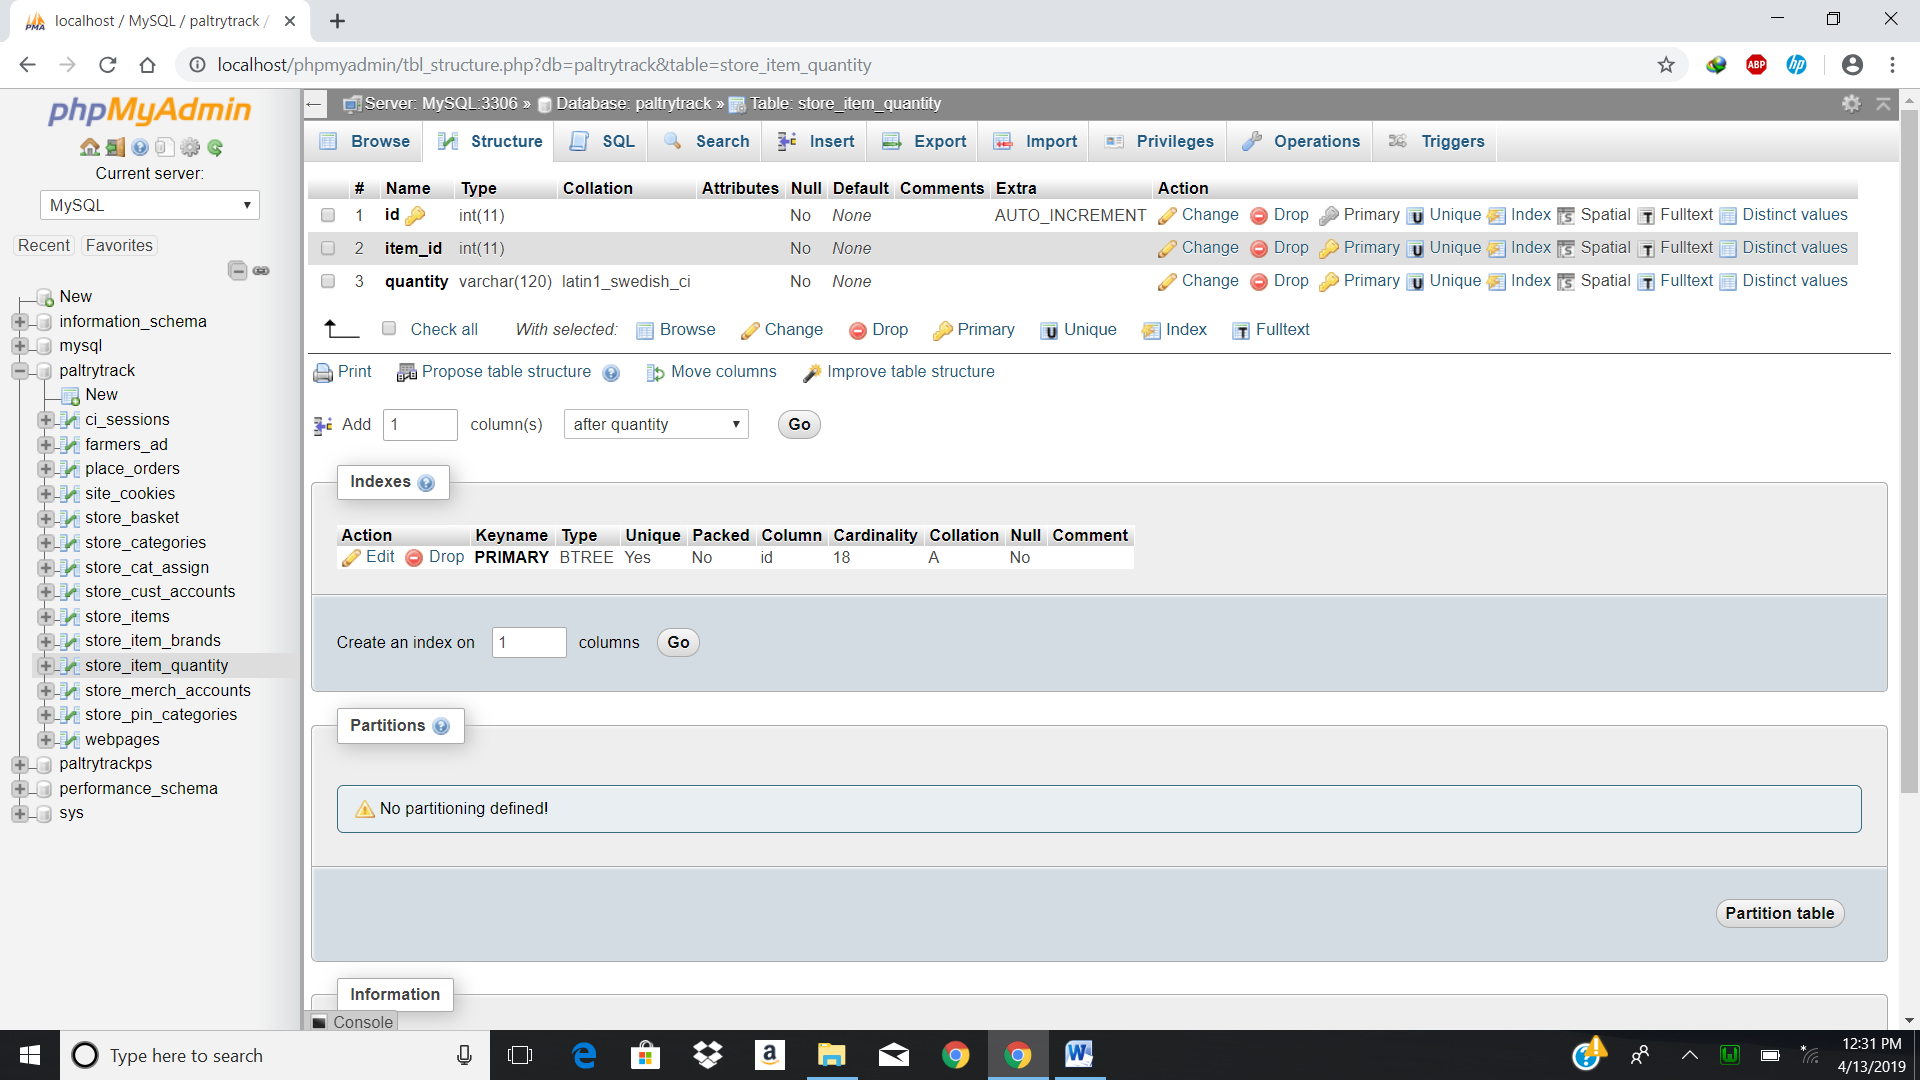 localhost / MySQL / paltrytrack /
localhost/phpmyadmin/tbl_structure.php?db=paltrytrack&table=store_item_quantity
ABP
hp
phpMyAdmin
Current server:
MySQL
Recent Favorites
New
information_schema
mysql
paltrytrack
New
ci_sessions
farmers_ad
place_orders
site_cookies
store_basket
store_categories
store_cat_assign
store_cust_accounts
store_items
store_item_brands
store_item_quantity
store_merch_accounts
store_pin_categories
webpages
paltrytrackps
performance_schema
sys
Server: MySQL:3306 » Database: paltrytrack » Table: store_item_quantity
Browse Structure SQL Search Insert Export Import Privileges Operations Triggers
# Name Type Collation Attributes Null Default Comments Extra Action
1 id int(11) No None AUTO_INCREMENT Change Drop Primary Unique Index Spatial Fulltext Distinct values
2 item_id int(11) No None Change Drop Primary Unique Index Spatial Fulltext Distinct values
3 quantity varchar(120) latin1_swedish_ci No None Change Drop Primary Unique Index Spatial Fulltext Distinct values
Check all With selected: Browse Change Drop Primary Unique Index Fulltext
Print Propose table structure Move columns Improve table structure
Add 1 column(s) after quantity Go
Indexes
Action Keyname Type Unique Packed Column Cardinality Collation Null Comment
Edit Drop PRIMARY BTREE Yes No id 18 A No
Create an index on 1 columns Go
Partitions
No partitioning defined!
Partition table
Information
Console
Type here to search
12:31 PM
4/13/2019